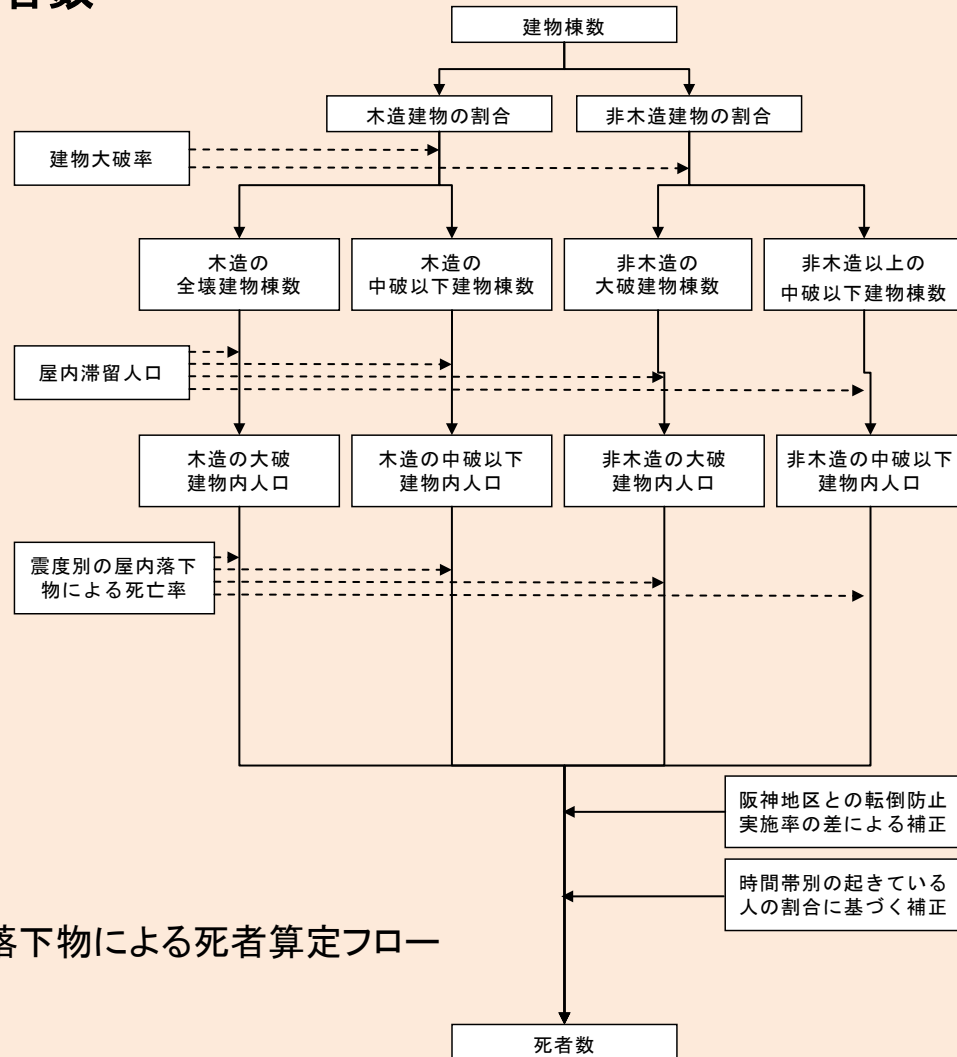 建物棟数
木造建物の割合
非木造建物の割合
建物大破率
木造の
全壊建物棟数
木造の
中破以下建物棟数
非木造の
大破建物棟数
非木造以上の
中破以下建物棟数
屋内滞留人口
木造の大破
建物内人口
木造の中破以下
建物内人口
非木造の大破
建物内人口
非木造の中破以下
建物内人口
震度別の屋内落下
物による死亡率
阪神地区との転倒防止
実施率の差による補正
時間帯別の起きている
人の割合に基づく補正
落下物による死者算定フロー
死者数